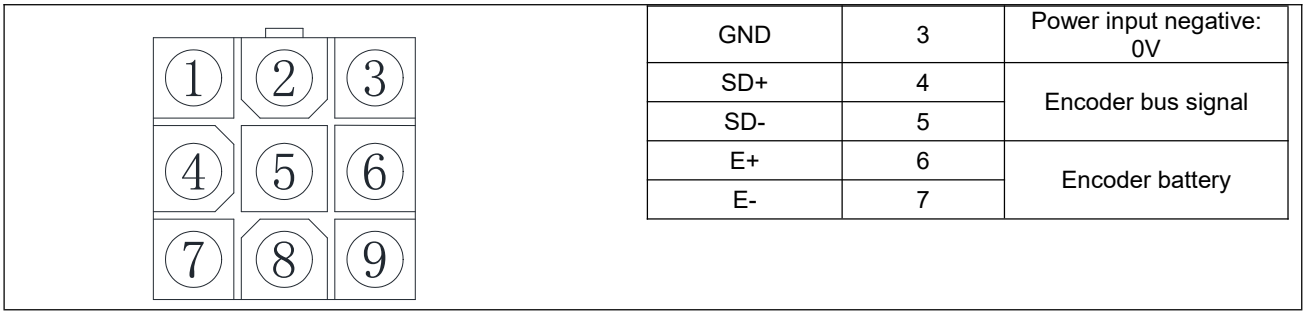 ① ② ③
④ ⑤ ⑥
⑦ ⑧ ⑨
GND 3 Power input negative:
0V
SD+ 4 Encoder bus signal
SD- 5
E+ 6 Encoder battery
E- 7